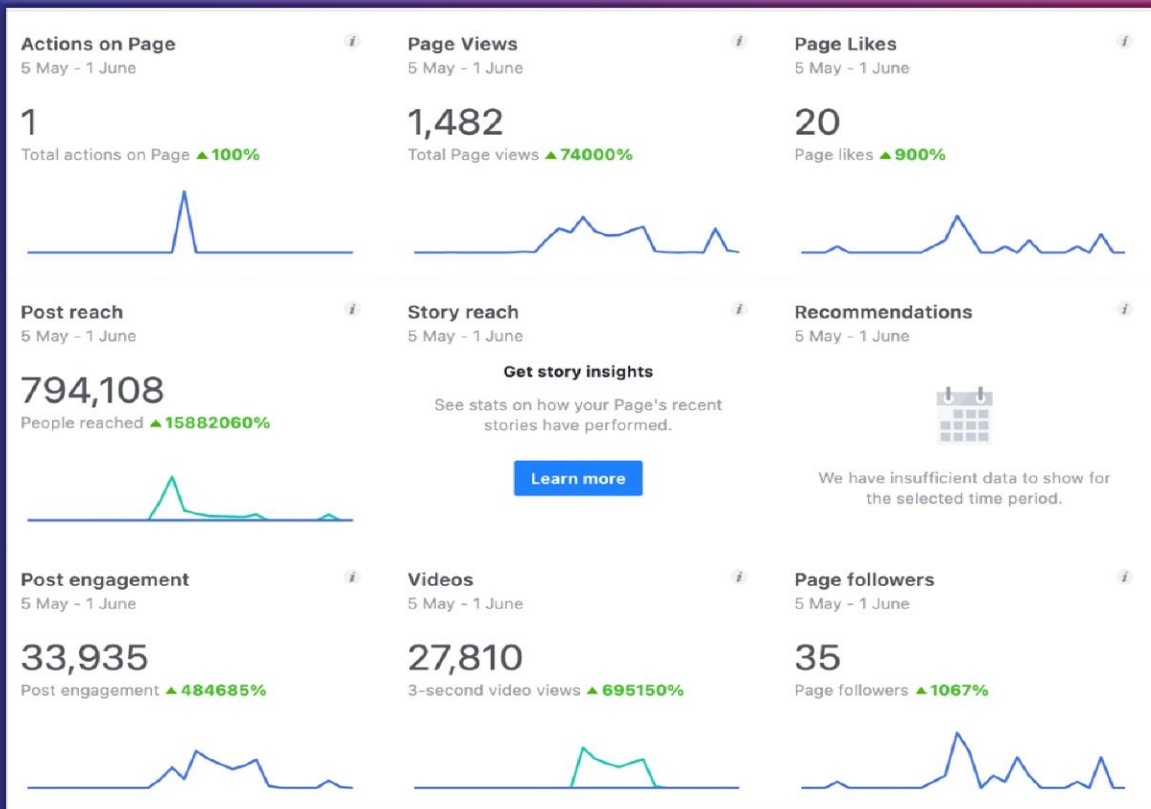 Actions on Page
5 May - 1 June
1
Total actions on Page ▲100%
Page Views
5 May - 1 June
1,482
Total Page views ▲74000%
Page Likes
5 May - 1 June
20
Page likes ▲900%
Post reach
5 May - 1 June
794,108
People reached ▲15882060%
Story reach
5 May - 1 June
Get story insights
See stats on how your Page's recent
stories have performed.
Learn more
Recommendations
5 May - 1 June
We have insufficient data to show for
the selected time period.
Post engagement
5 May - 1 June
33,935
Post engagement ▲484685%
Videos
5 May - 1 June
27,810
3-second video views ▲695150%
Page followers
5 May - 1 June
35
Page followers ▲1067%